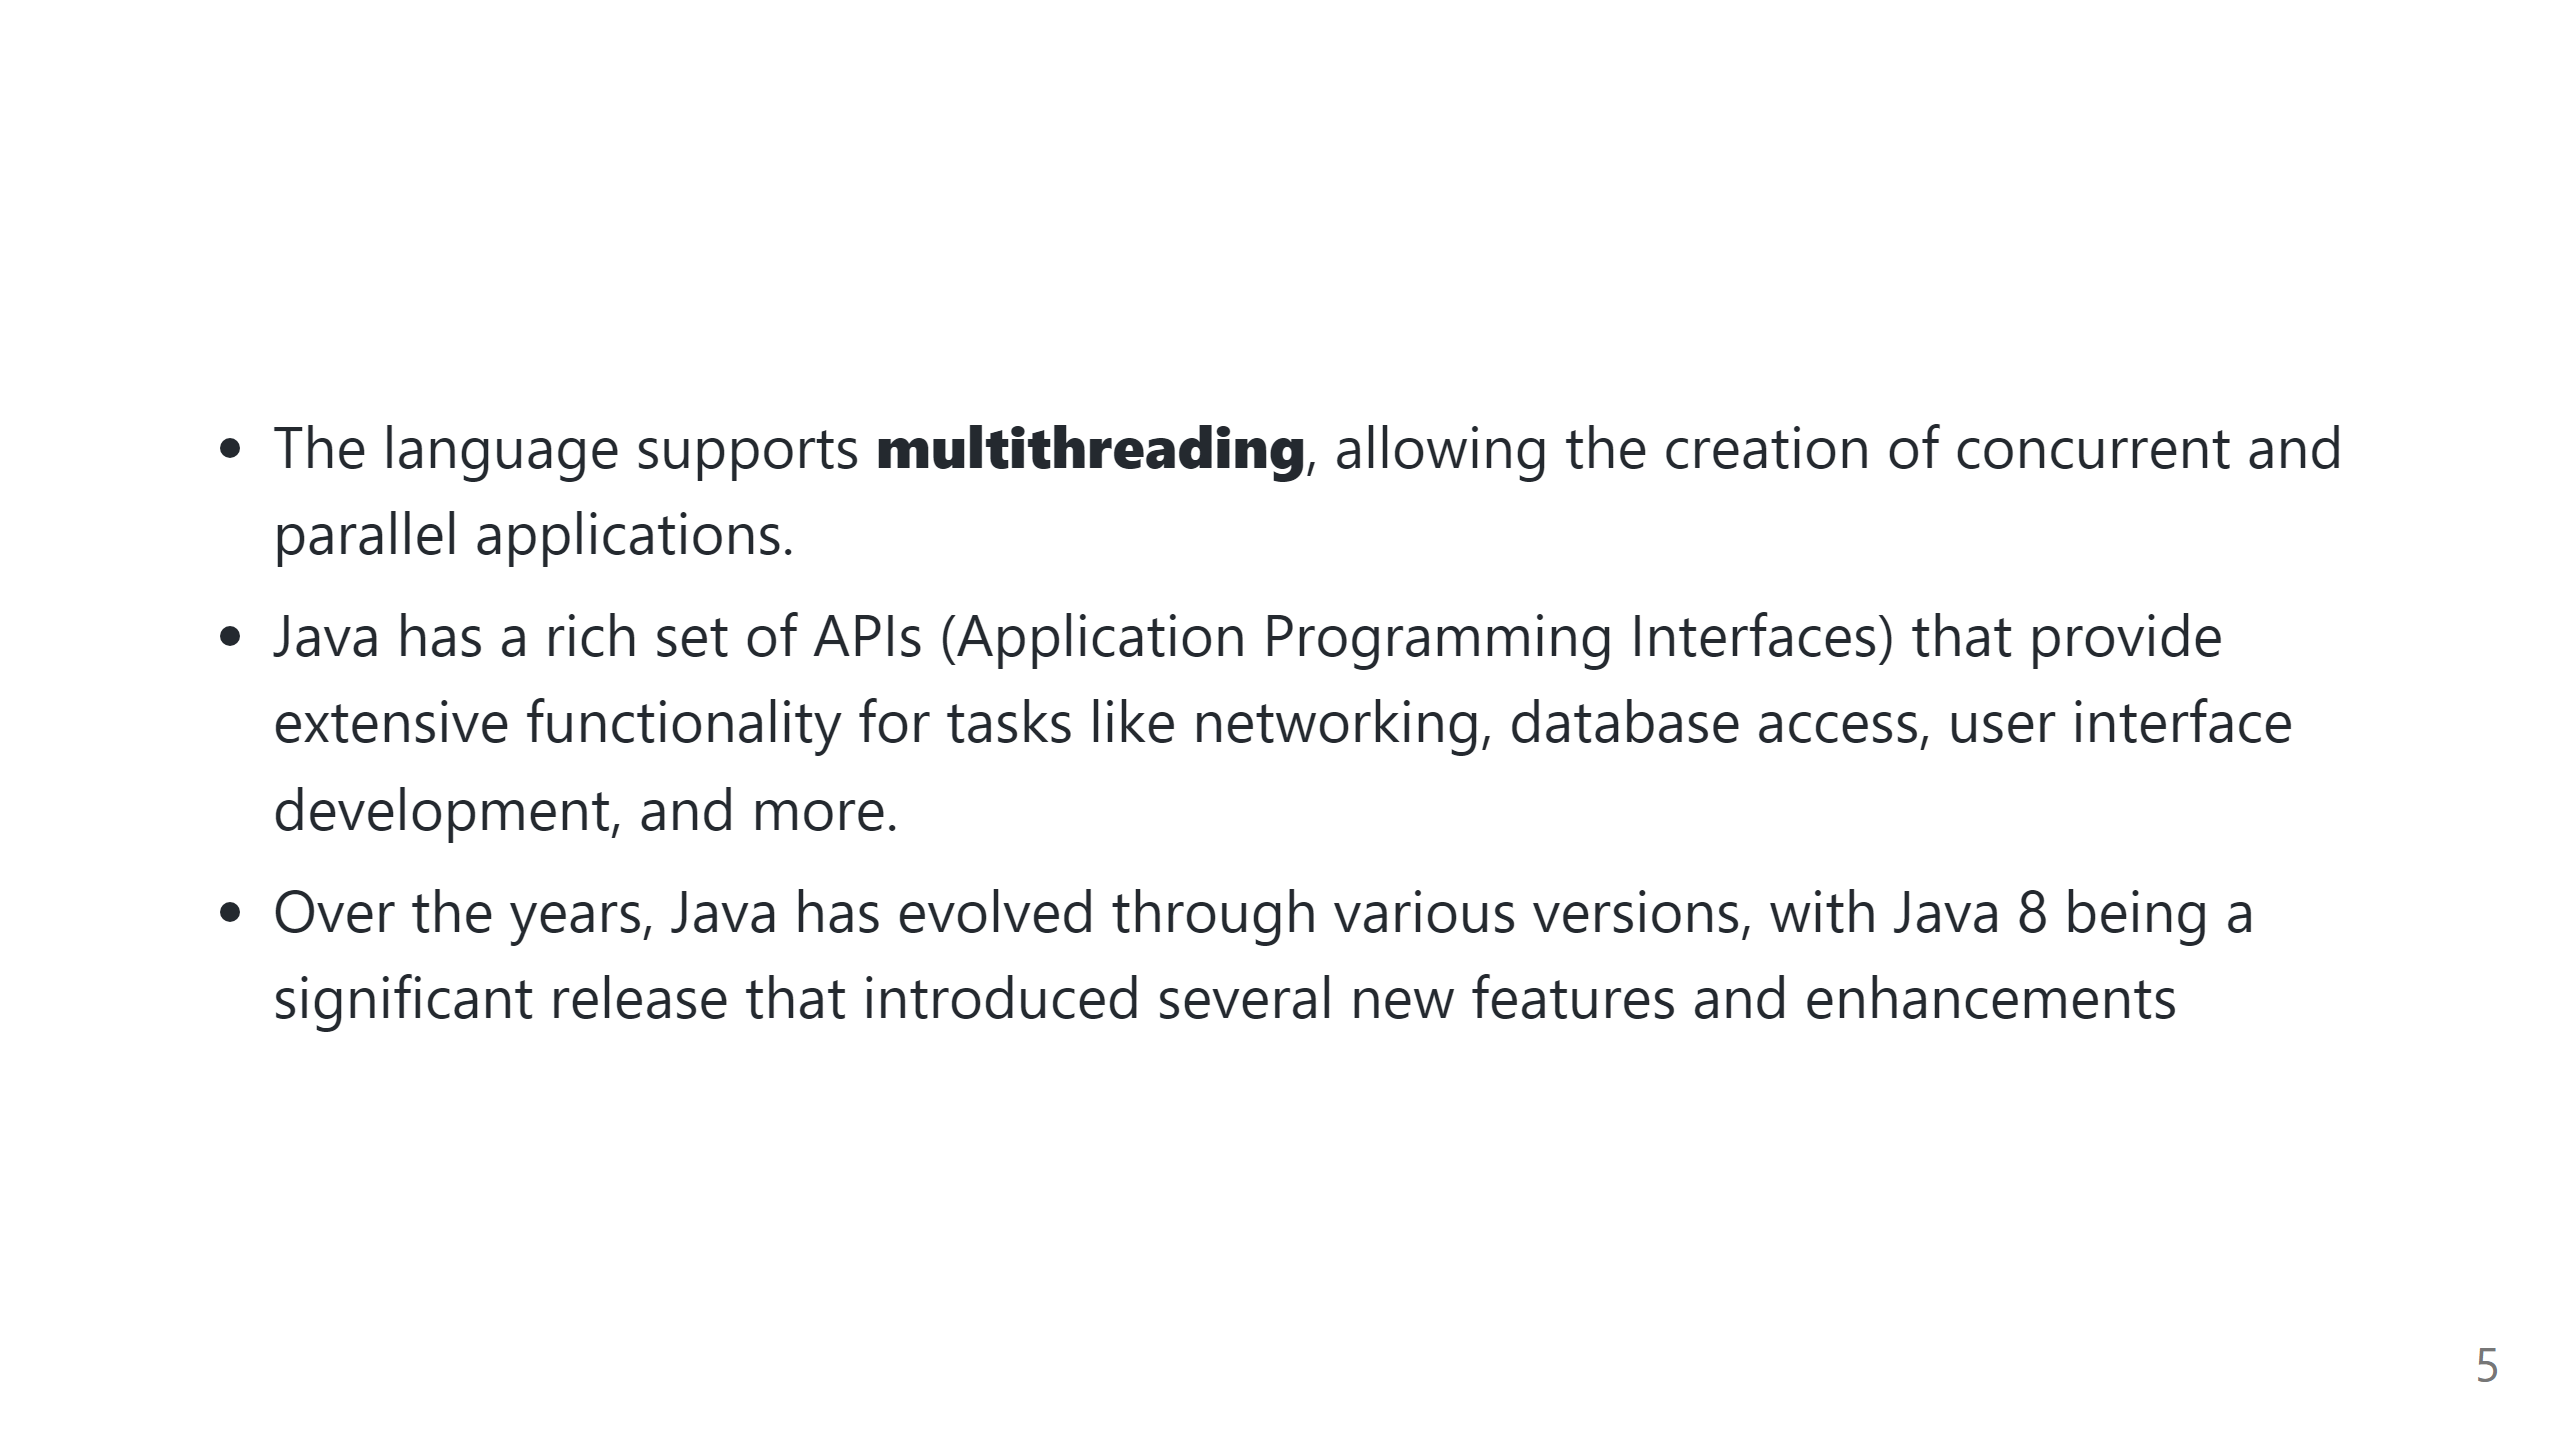 • The language supports multithreading, allowing the creation of concurrent and
parallel applications.
• Java has a rich set of APIs (Application Programming Interfaces) that provide
extensive functionality for tasks like networking, database access, user interface
development, and more.
• Over the years, Java has evolved through various versions, with Java 8 being a
significant release that introduced several new features and enhancements
5